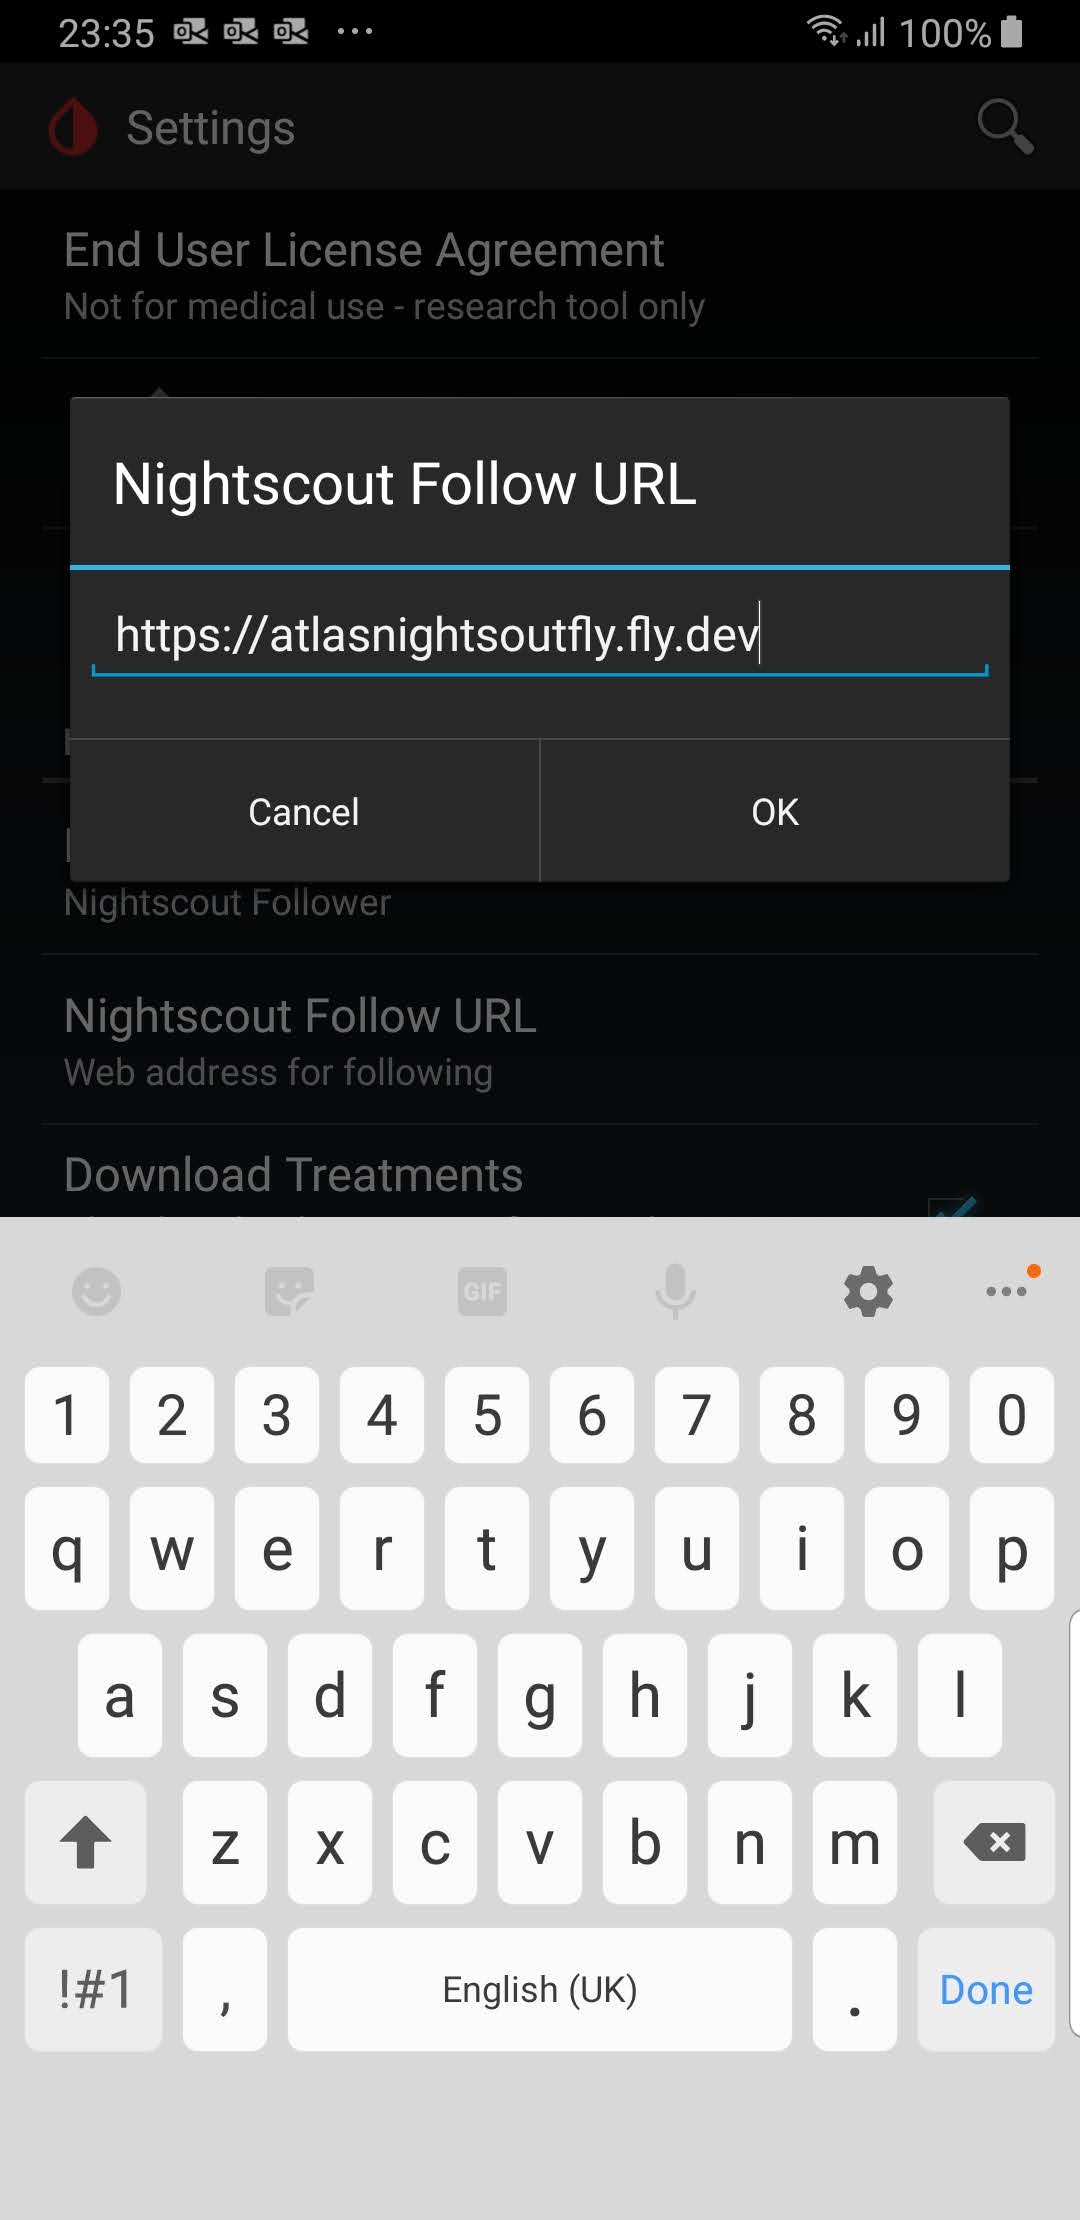 23:35
100%
Settings
End User License Agreement
Not for medical use - research tool only
Nightscout Follow URL
https://atlasnightsoutfly.fly.dev
Cancel
OK
Nightscout Follower
Nightscout Follow URL
Web address for following
Download Treatments
GIF
1 2 3 4 5 6 7 8 9 0
q w e r t y u i o p
a s d f g h j k l
z x c v b n m
!#1 , English (UK) . Done